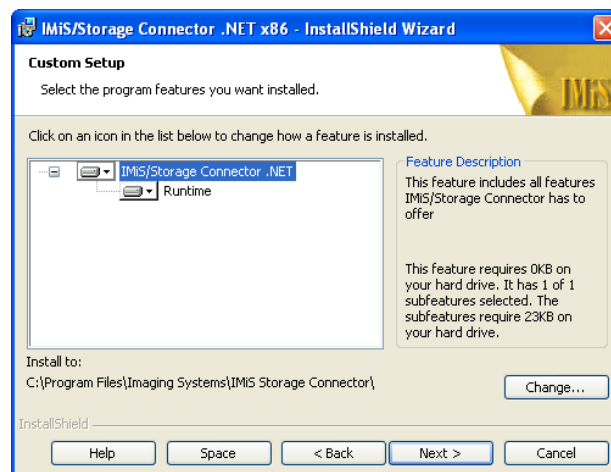 IMiS/Storage Connector .NET x86 - InstallShield Wizard
Custom Setup
Select the program features you want installed.
IMiS
Click on an icon in the list below to change how a feature is installed.
IMiS/Storage Connector .NET
Runtime
Feature Description
This feature includes all features
IMiS/Storage Connector has to
offer
This feature requires 0KB on
your hard drive. It has 1 of 1
subfeatures selected. The
subfeatures require 23KB on
your hard drive.
Install to:
C:\Program Files\Imaging Systems\IMiS Storage Connector\
Change...
InstallShield
Help
Space
< Back
Next >
Cancel